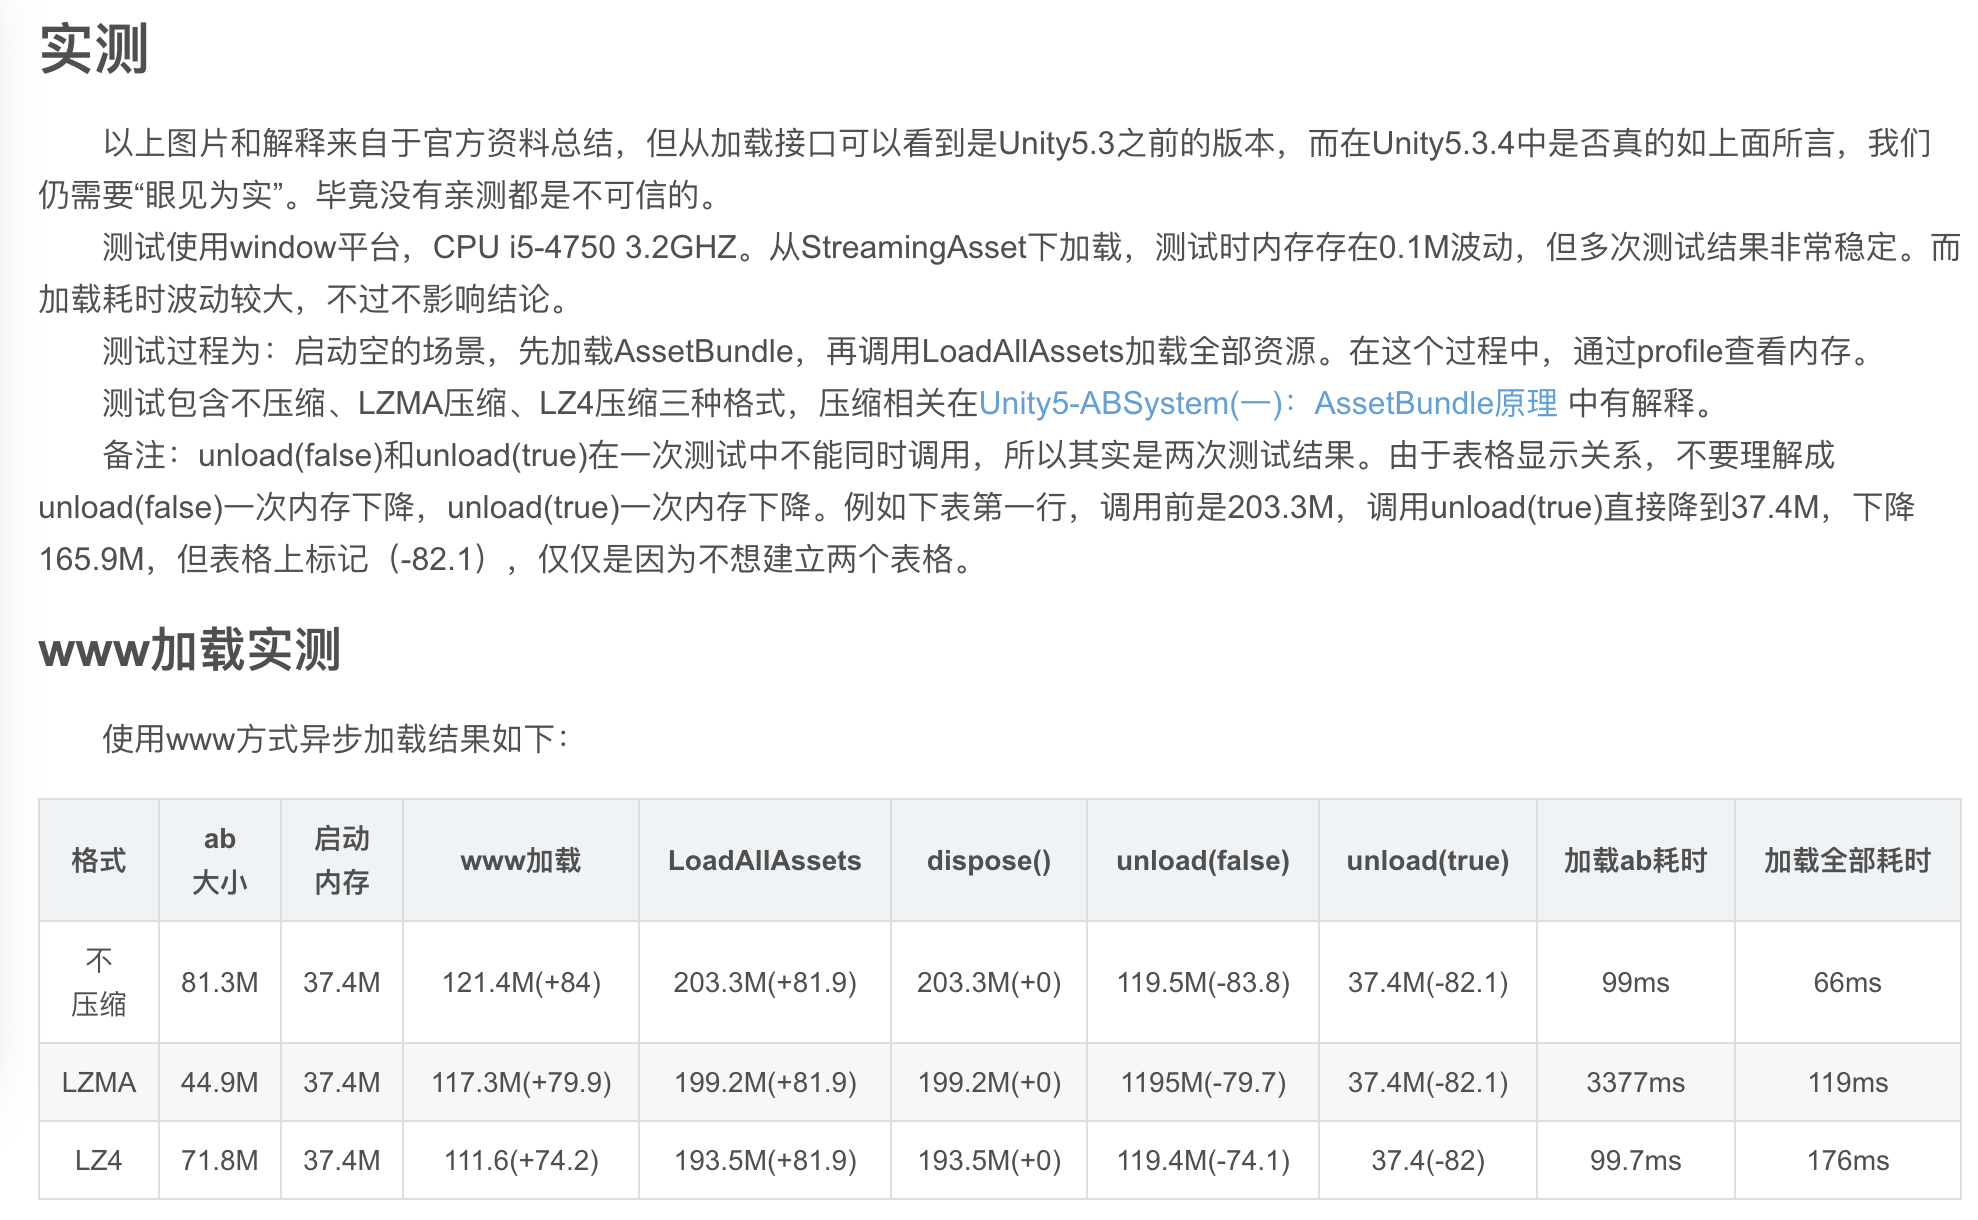 实测
以上图片和解释来自于官方资料总结，但从加载接口可以看到是Unity5.3之前的版本，而在Unity5.3.4中是否真的如上面所言，我们
仍需要“眼见为实”。毕竟没有亲测都是不可信的。
测试使用window平台，CPU i5-4750 3.2GHZ。从StreamingAsset下加载，测试时内存存在0.1M波动，但多次测试结果非常稳定。而
加载耗时波动较大，不过不影响结论。
测试过程为：启动空的场景，先加载AssetBundle，再调用LoadAllAssets加载全部资源。在这个过程中，通过profile查看内存。
测试包含不压缩、LZMA压缩、LZ4压缩三种格式，压缩相关在Unity5-ABSystem(一)：AssetBundle原理 中有解释。
备注：unload(false)和unload(true)在一次测试中不能同时调用，所以其实是两次测试结果。由于表格显示关系，不要理解成
unload(false)一次内存下降，unload(true)一次内存下降。例如下表第一行，调用前是203.3M，调用unload(true)直接降到37.4M，下降
165.9M，但表格上标记（-82.1），仅仅是因为不想建立两个表格。
www加载实测
使用www方式异步加载结果如下：
格式 ab大小 启动内存 www加载 LoadAllAssets dispose() unload(false) unload(true) 加载ab耗时 加载全部耗时
不压缩 81.3M 37.4M 121.4M(+84) 203.3M(+81.9) 203.3M(+0) 119.5M(-83.8) 37.4M(-82.1) 99ms 66ms
LZMA 44.9M 37.4M 117.3M(+79.9) 199.2M(+81.9) 199.2M(+0) 1195M(-79.7) 37.4M(-82.1) 3377ms 119ms
LZ4 71.8M 37.4M 111.6(+74.2) 193.5M(+81.9) 193.5M(+0) 119.4M(-74.1) 37.4(-82) 99.7ms 176ms